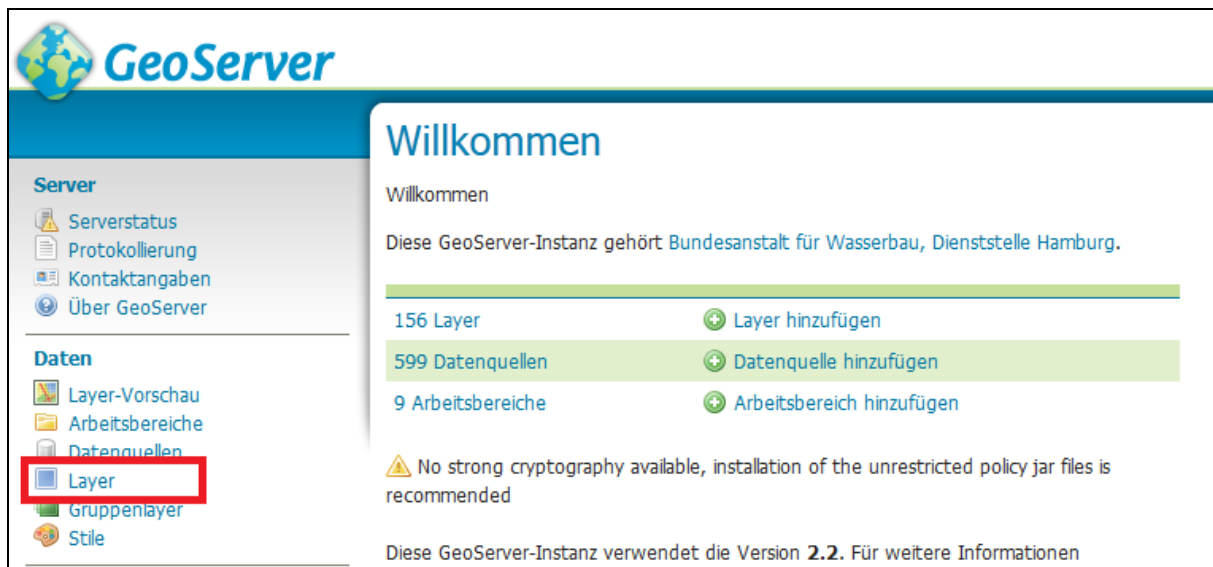 GeoServer
Server
Serverstatus
Protokollierung
Kontaktangaben
Über GeoServer
Daten
Layer-Vorschau
Arbeitsbereiche
Datenquellen
Layer
Gruppenlayer
Stile
Willkommen
Willkommen
Diese GeoServer-Instanz gehört Bundesanstalt für Wasserbau, Dienststelle Hamburg.
156 Layer Layer hinzufügen
599 Datenquellen Datenquelle hinzufügen
9 Arbeitsbereiche Arbeitsbereich hinzufügen
No strong cryptography available, installation of the unrestricted policy jar files is
recommended
Diese GeoServer-Instanz verwendet die Version 2.2. Für weitere Informationen